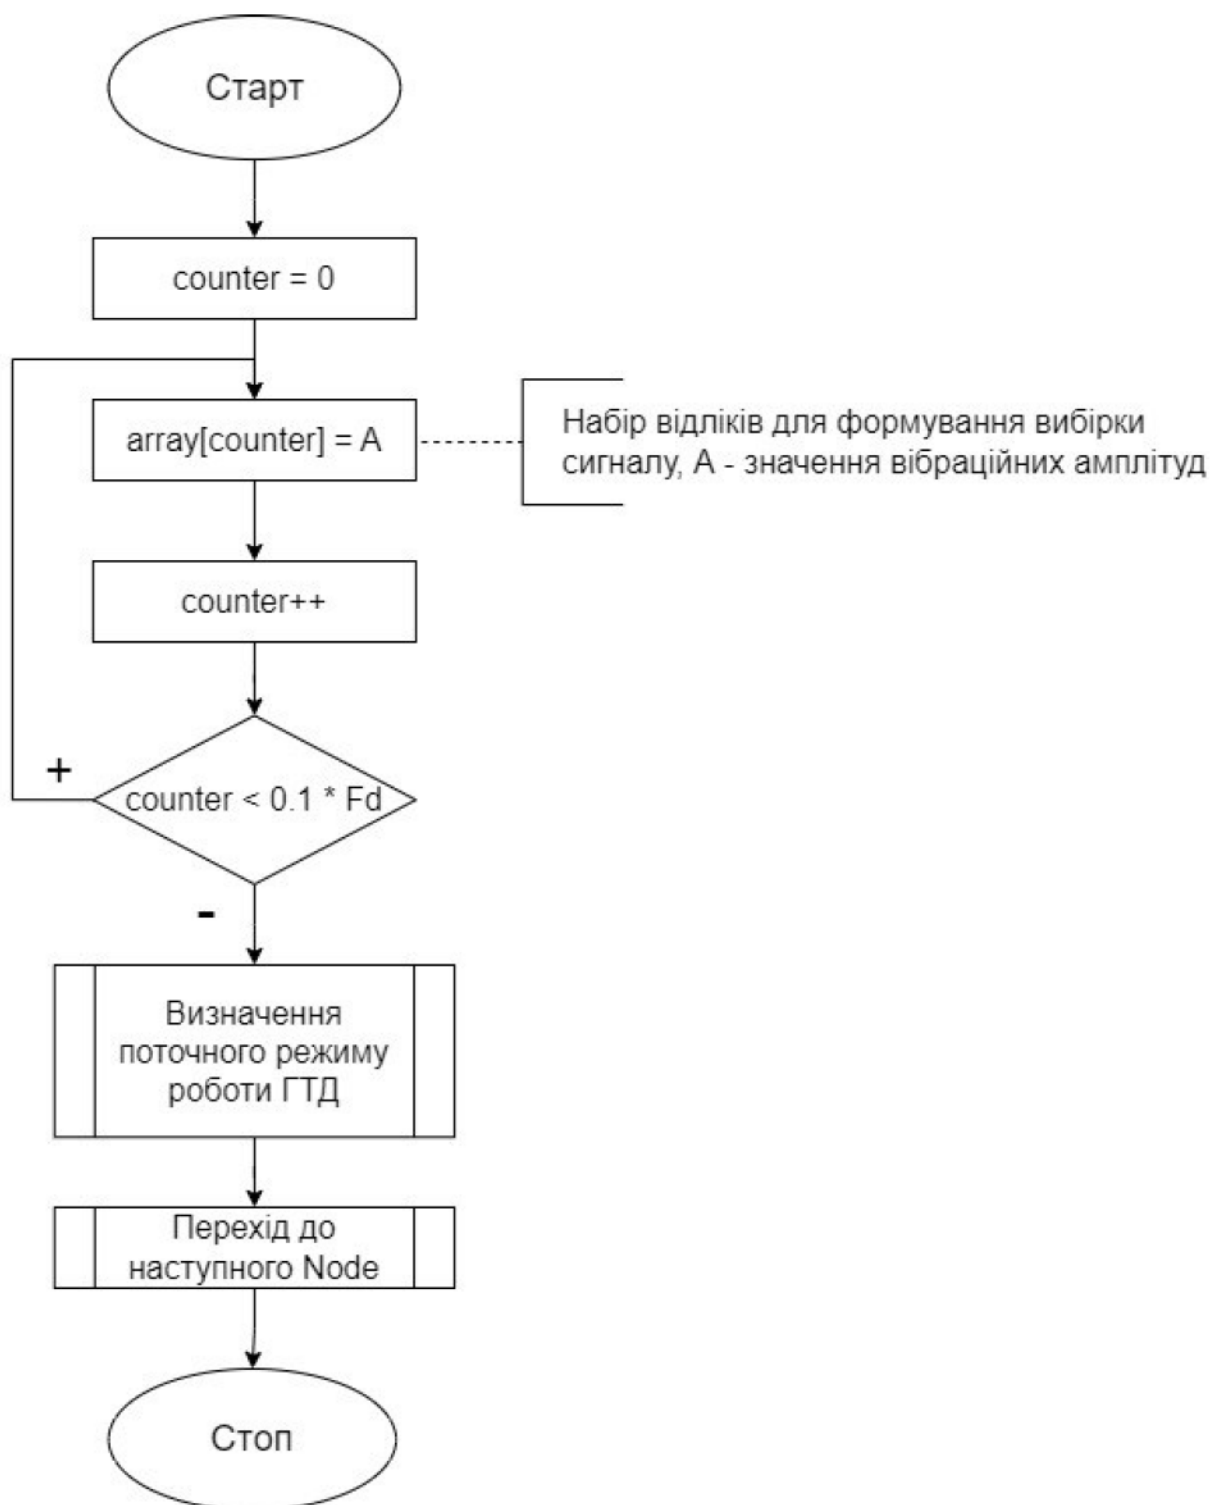 Старт
counter = 0
array[counter] = A
Набір відліків для формування вибірки
сигналу, А - значення вібраційних амплітуд
counter++
+
counter < 0.1 * Fd
-
Визначення
поточного режиму
роботи ГТД
Перехід до
наступного Node
Стоп